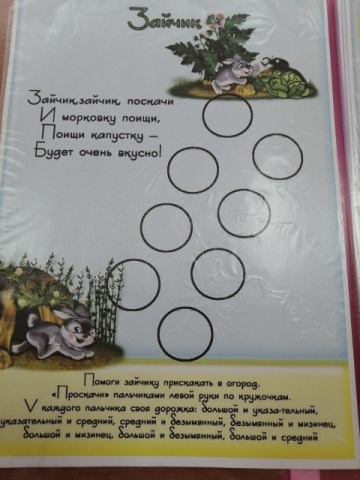 Зайчик
Зайчик,зайчик, поскачи
И морковку поищи,
Поищи капустку –
Будет очень вкусно!
Помоги зайчику прискакать в огород.
«Проскачи» пальчиками левой руки по кружочкам.
У каждого пальчика своя дорожка: большой и указа-тельный,
указательный и средний, средний и безымянный, безымянный и мизинец,
большой и мизинец, большой и безымянный, большой и средний